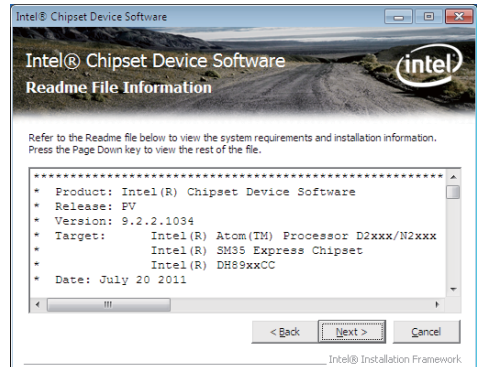 Intel® Chipset Device Software
Intel® Chipset Device Software
intel
Readme File Information
Refer to the Readme file below to view the system requirements and installation information.
Press the Page Down key to view the rest of the file.
************************************************
* Product: Intel(R) Chipset Device Software
* Release: PV
* Version: 9.2.2.1034
* Target: Intel(R) Atom(TM) Processor D2xxx/N2xxx
* Intel(R) SM35 Express Chipset
* Intel(R) DH89xxCC
* Date: July 20 2011
< Back Next > Cancel
Intel® Installation Framework